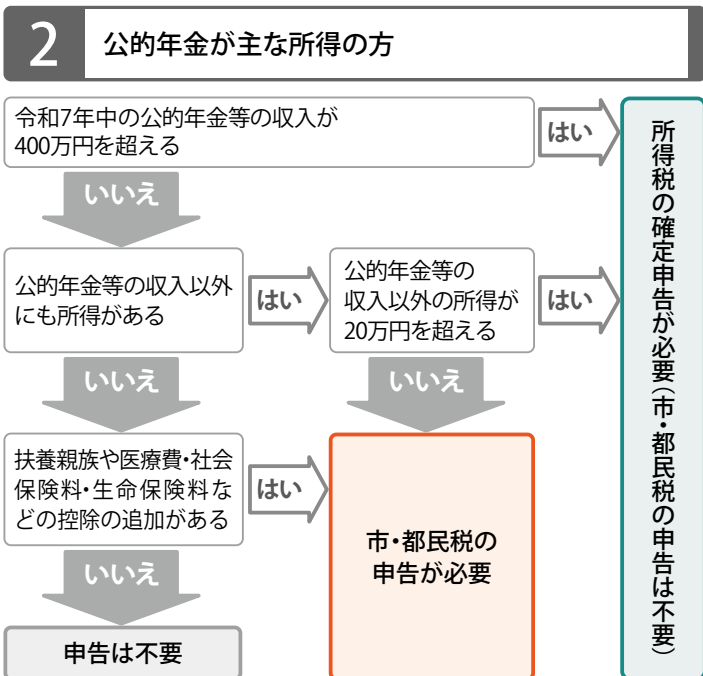 2
公的年金が主な所得の方
令和7年中の公的年金等の収入が
400万円を超える
はい
いいえ
公的年金等の収入以外
にも所得がある
はい
公的年金等の
収入以外の所得が
20万円を超える
はい
いいえ
いいえ
扶養親族や医療費・社会
保険料・生命保険料な
どの控除の追加がある
はい
市・都民税の
申告が必要
いいえ
申告は不要
所得税の確定申告が必要（市・都民税の申告は不要）